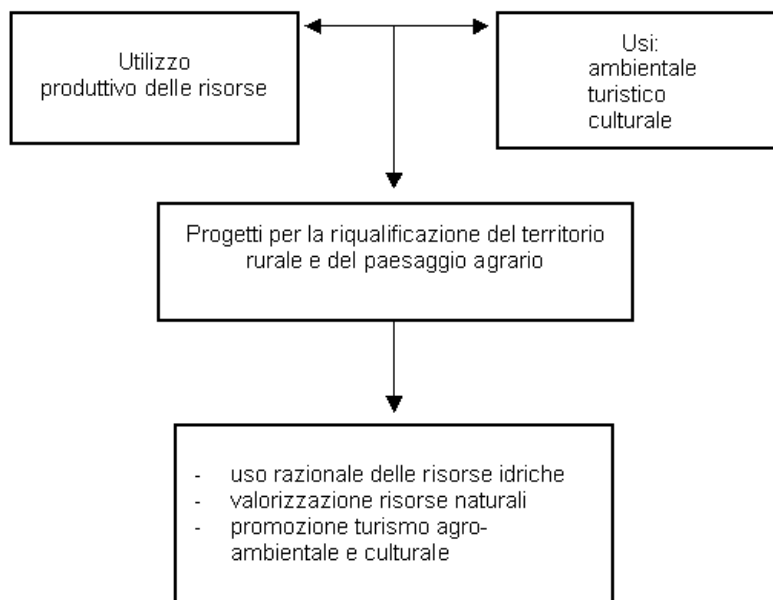 Utilizzo
produttivo delle risorse
Usi:
ambientale
turistico
culturale
Progetti per la riqualificazione del territorio
rurale e del paesaggio agrario
- uso razionale delle risorse idriche
- valorizzazione risorse naturali
- promozione turismo agro-
ambientale e culturale